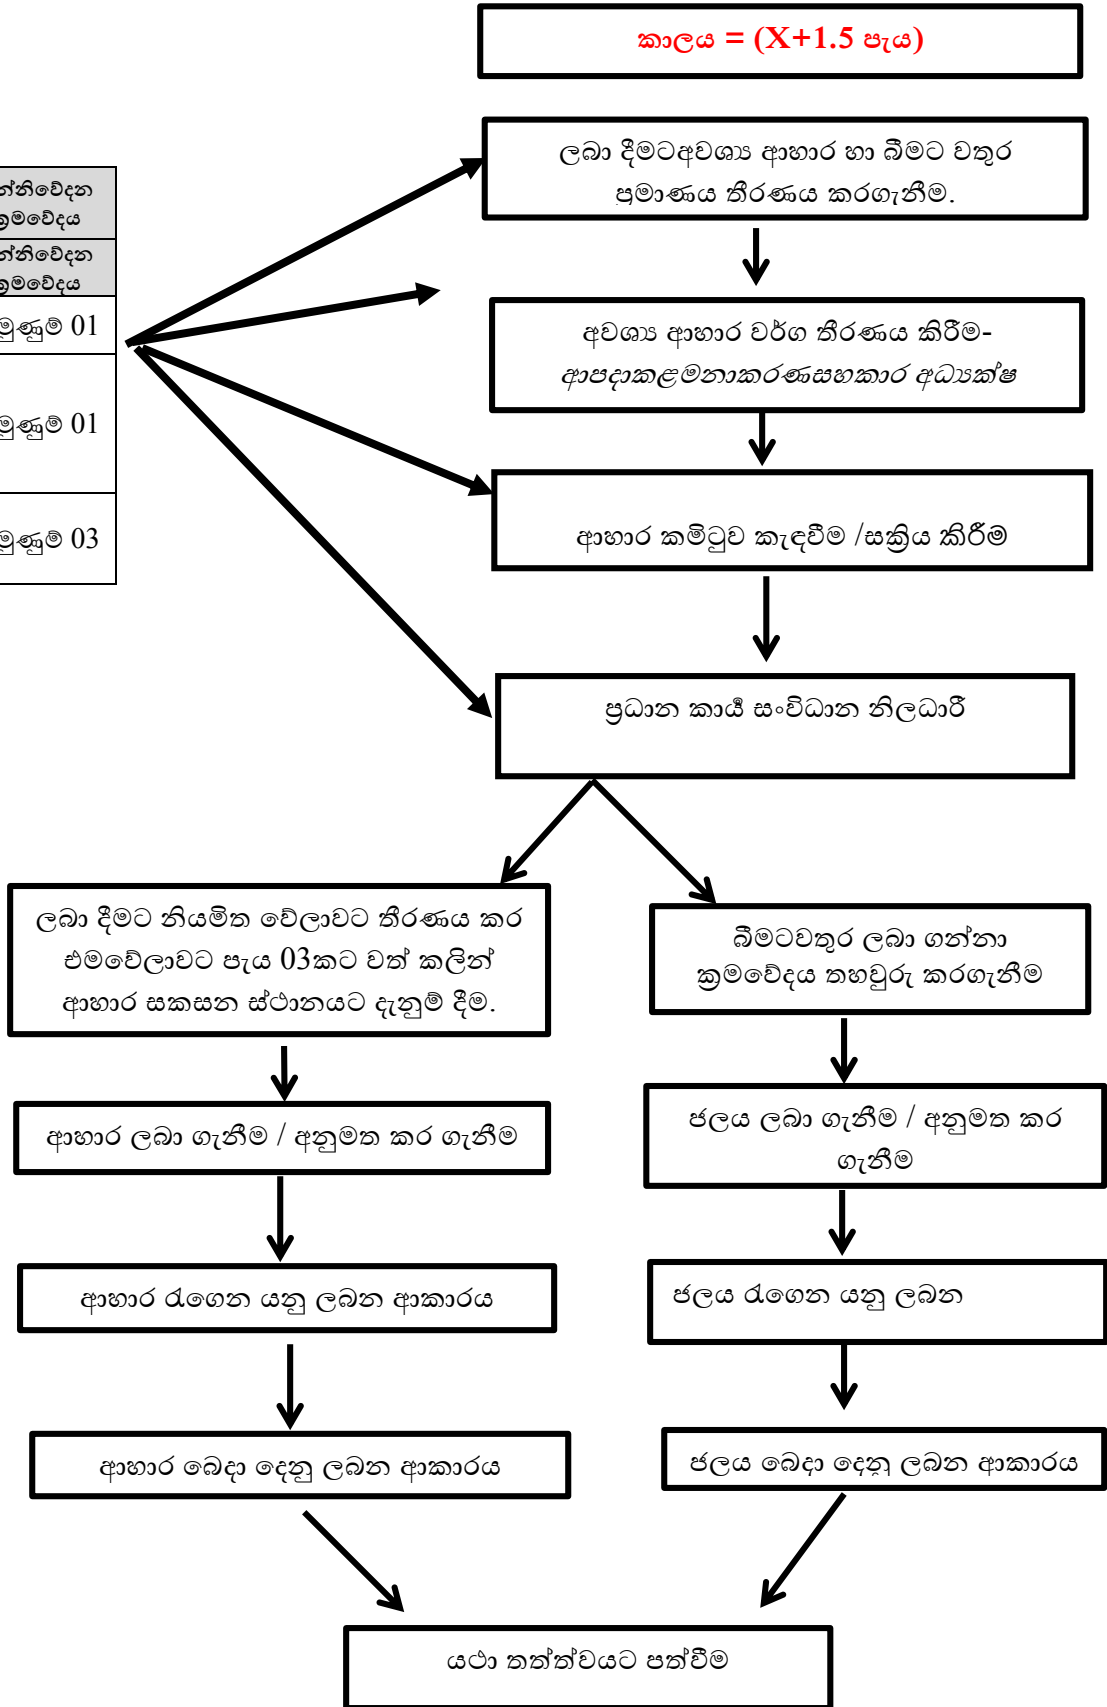 කාලය = (X+1.5 පැය)
ලබා දීමටඅවශ්‍ය ආහාර හා බීමට වතුර
ප්‍රමාණය තීරණය කරගැනීම.
න්නිවේදන
ක්‍රමවේදය
න්නිවේදන
ක්‍රමවේදය
මුණුම් 01
මුණුම් 01
මුණුම් 03
අවශ්‍ය ආහාර වර්ග තීරණය කිරීම-
ආපදාකළමනාකරණසහකාර අධ්‍යක්ෂ
ආහාර කමිටුව කැඳවීම /සක්‍රිය කිරීම
ප්‍රධාන කාර්‍ය සංවිධාන නිලධාරී
ලබා දීමට නියමිත වේලාවට තීරණය කර
එමවේලාවට පැය 03කට වත් කලින්
ආහාර සකසන ස්ථානයට දැනුම් දීම.
බීමටවතුර ලබා ගන්නා
ක්‍රමවේදය තහවුරු කරගැනීම
ආහාර ලබා ගැනීම / අනුමත කර ගැනීම
ජලය ලබා ගැනීම / අනුමත කර
ගැනීම
ආහාර රැගෙන යනු ලබන ආකාරය
ජලය රැගෙන යනු ලබන
ආහාර බෙදා දෙනු ලබන ආකාරය
ජලය බෙදා දෙනු ලබන ආකාරය
යථා තත්ත්වයට පත්වීම